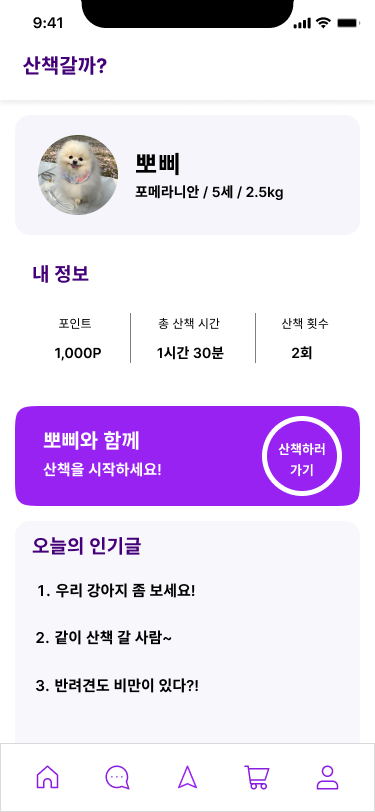 9:41
산책갈까?
뽀삐
포메라니안 / 5세 / 2.5kg
내 정보
포인트
1,000P
총 산책 시간
1시간 30분
산책 횟수
2회
뽀삐와 함께
산책을 시작하세요!
산책하러
가기
오늘의 인기글
1. 우리 강아지 좀 보세요!
2. 같이 산책 갈 사람~
3. 반려견도 비만이 있다?!